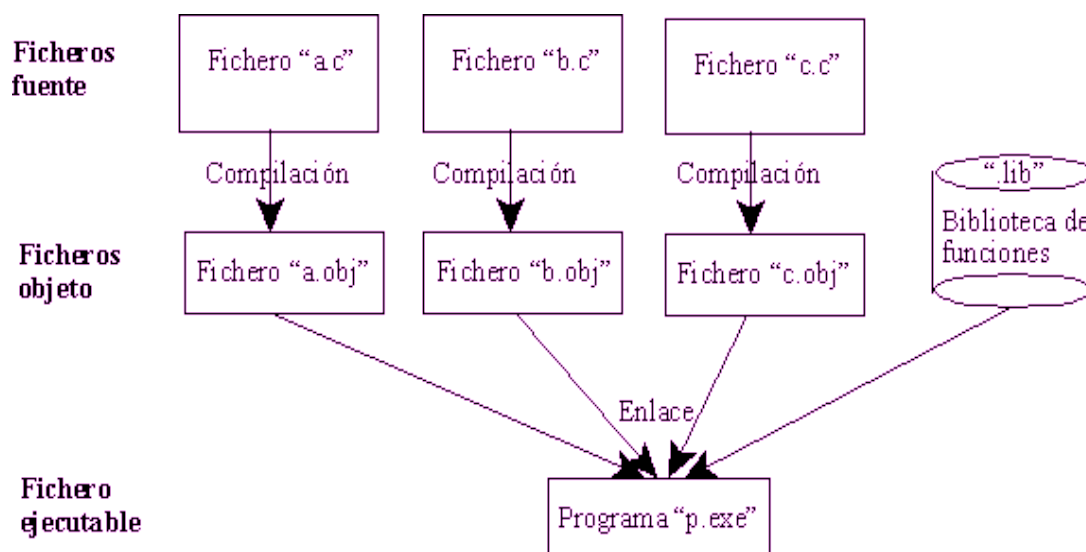 Ficheros
fuente
Fichero “a.c”
Fichero “b.c”
Fichero “c.c”
Compilación
Compilación
Compilación
“.lib”
Biblioteca de
funciones
Ficheros
objeto
Fichero “a.obj”
Fichero “b.obj”
Fichero “c.obj”
Enlace
Fichero
ejecutable
Programa “p.exe”